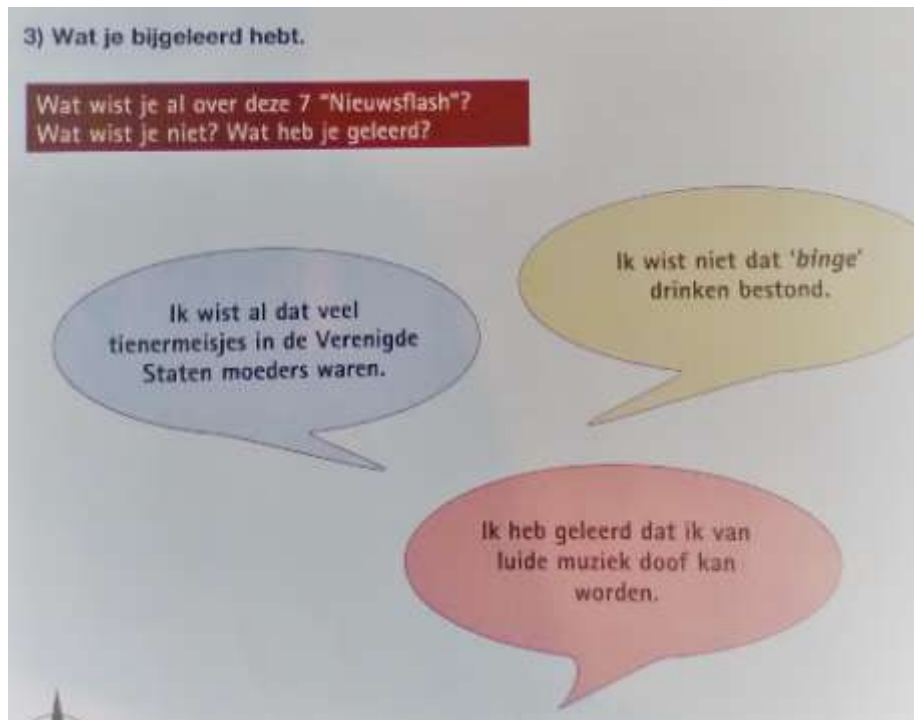 3) Wat je bijgeleerd hebt.
Wat wist je al over deze 7 "Nieuwsflash"?
Wat wist je niet? Wat heb je geleerd?
Ik wist al dat veel
tienermeisjes in de Verenigde
Staten moeders waren.
Ik wist niet dat 'binge'
drinken bestond.
Ik heb geleerd dat ik van
luide muziek doof kan
worden.